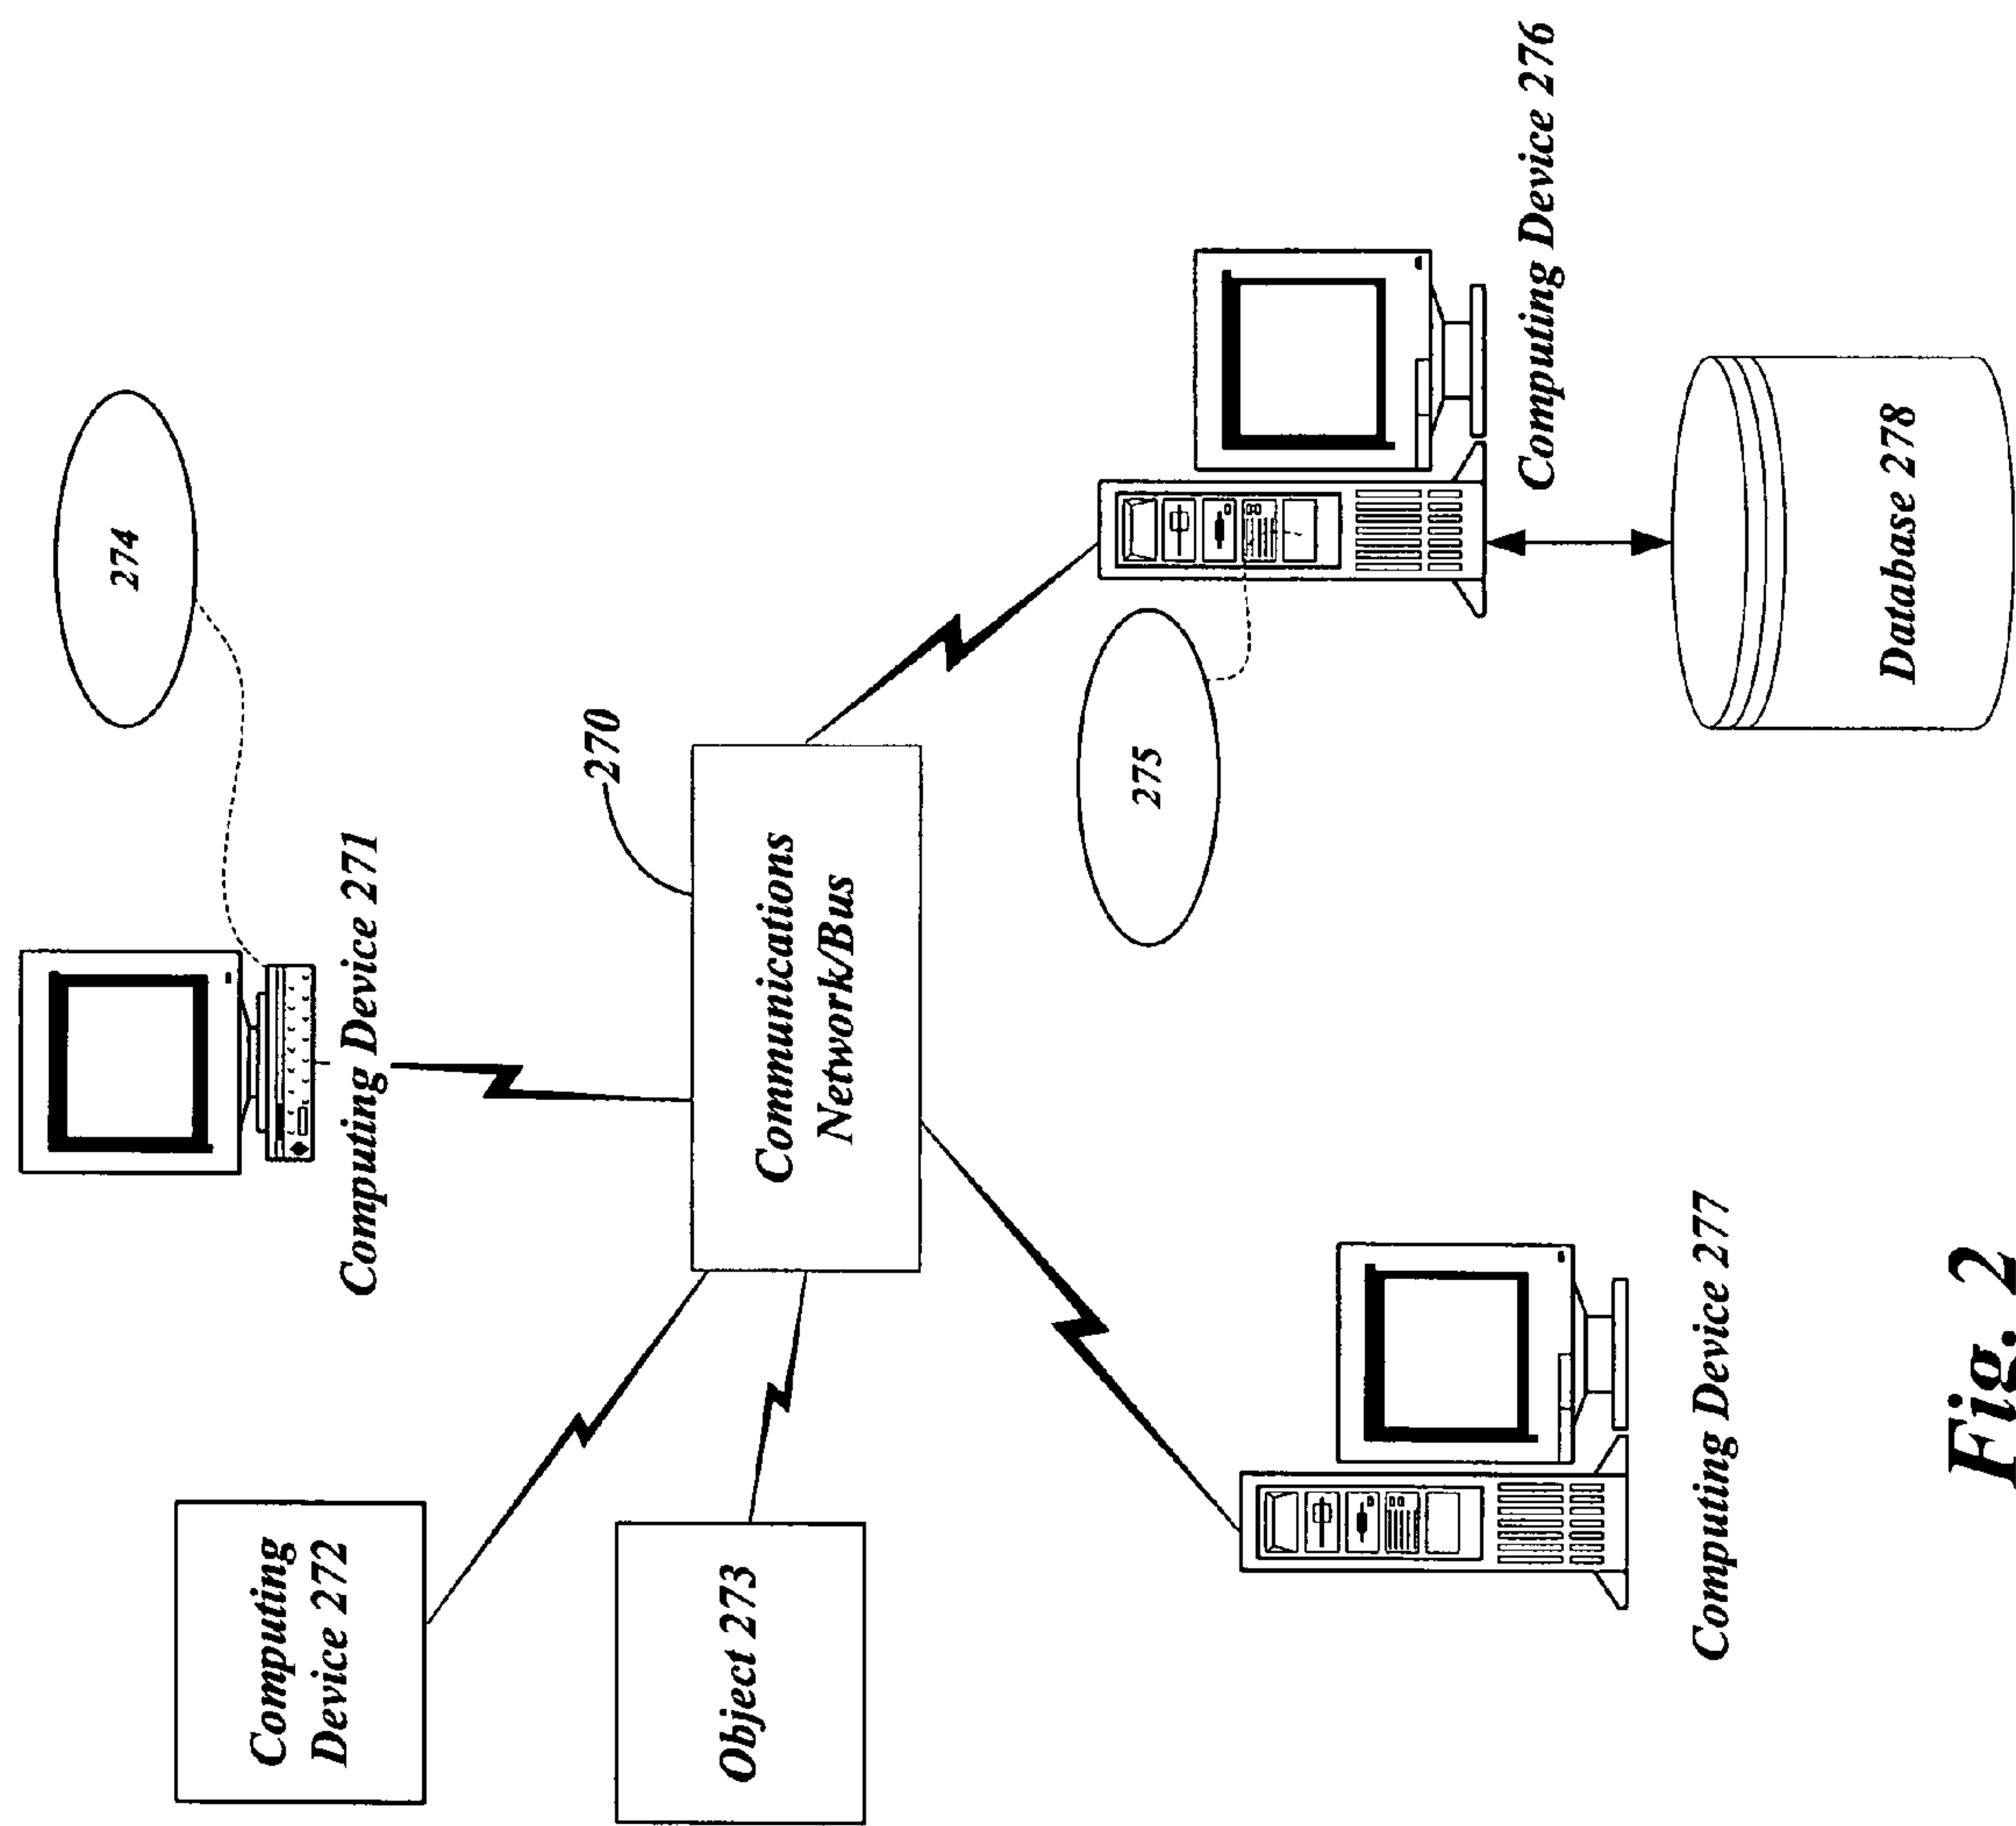 Computing
Device 272
Object 273
Computing Device 271
274
270
Communications
Network/Bus
275
Computing Device 277
Computing Device 276
Database 278
Fig. 2